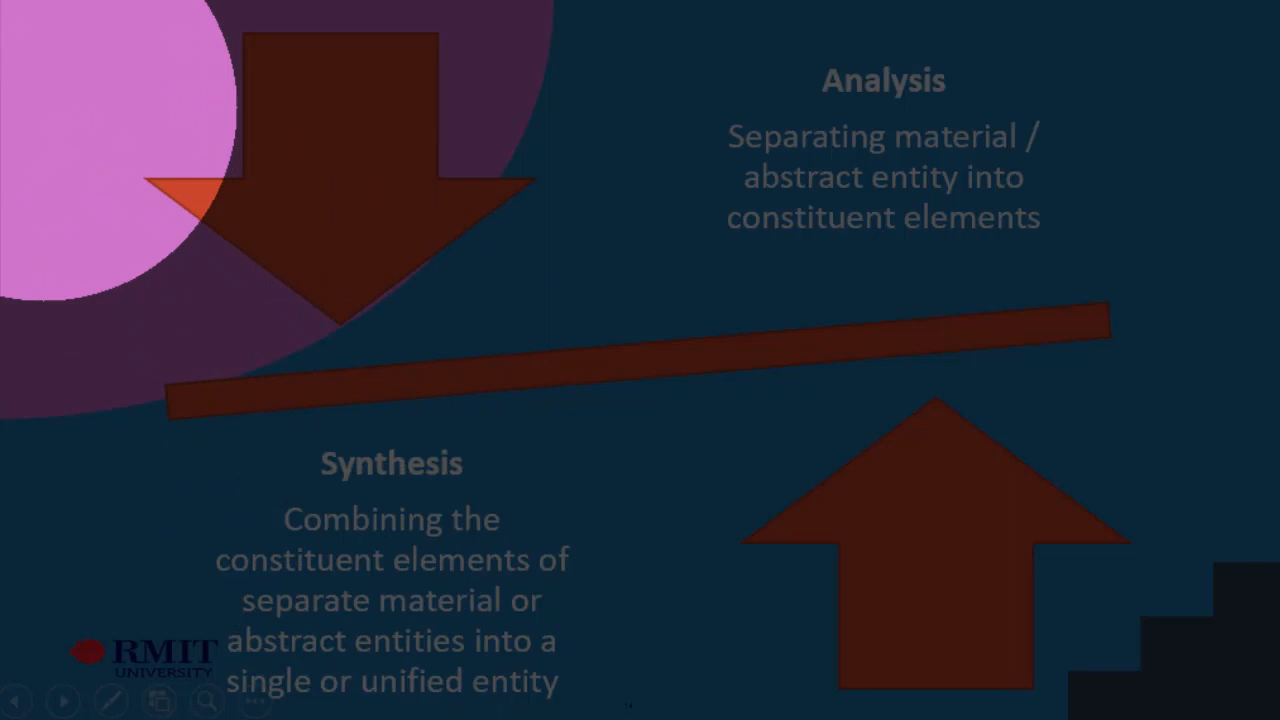 Analysis
Separating material /
abstract entity into
constituent elements
Synthesis
Combining the
constituent elements of
separate material or
abstract entities into a
single or unified entity
RMIT
UNIVERSITY
14